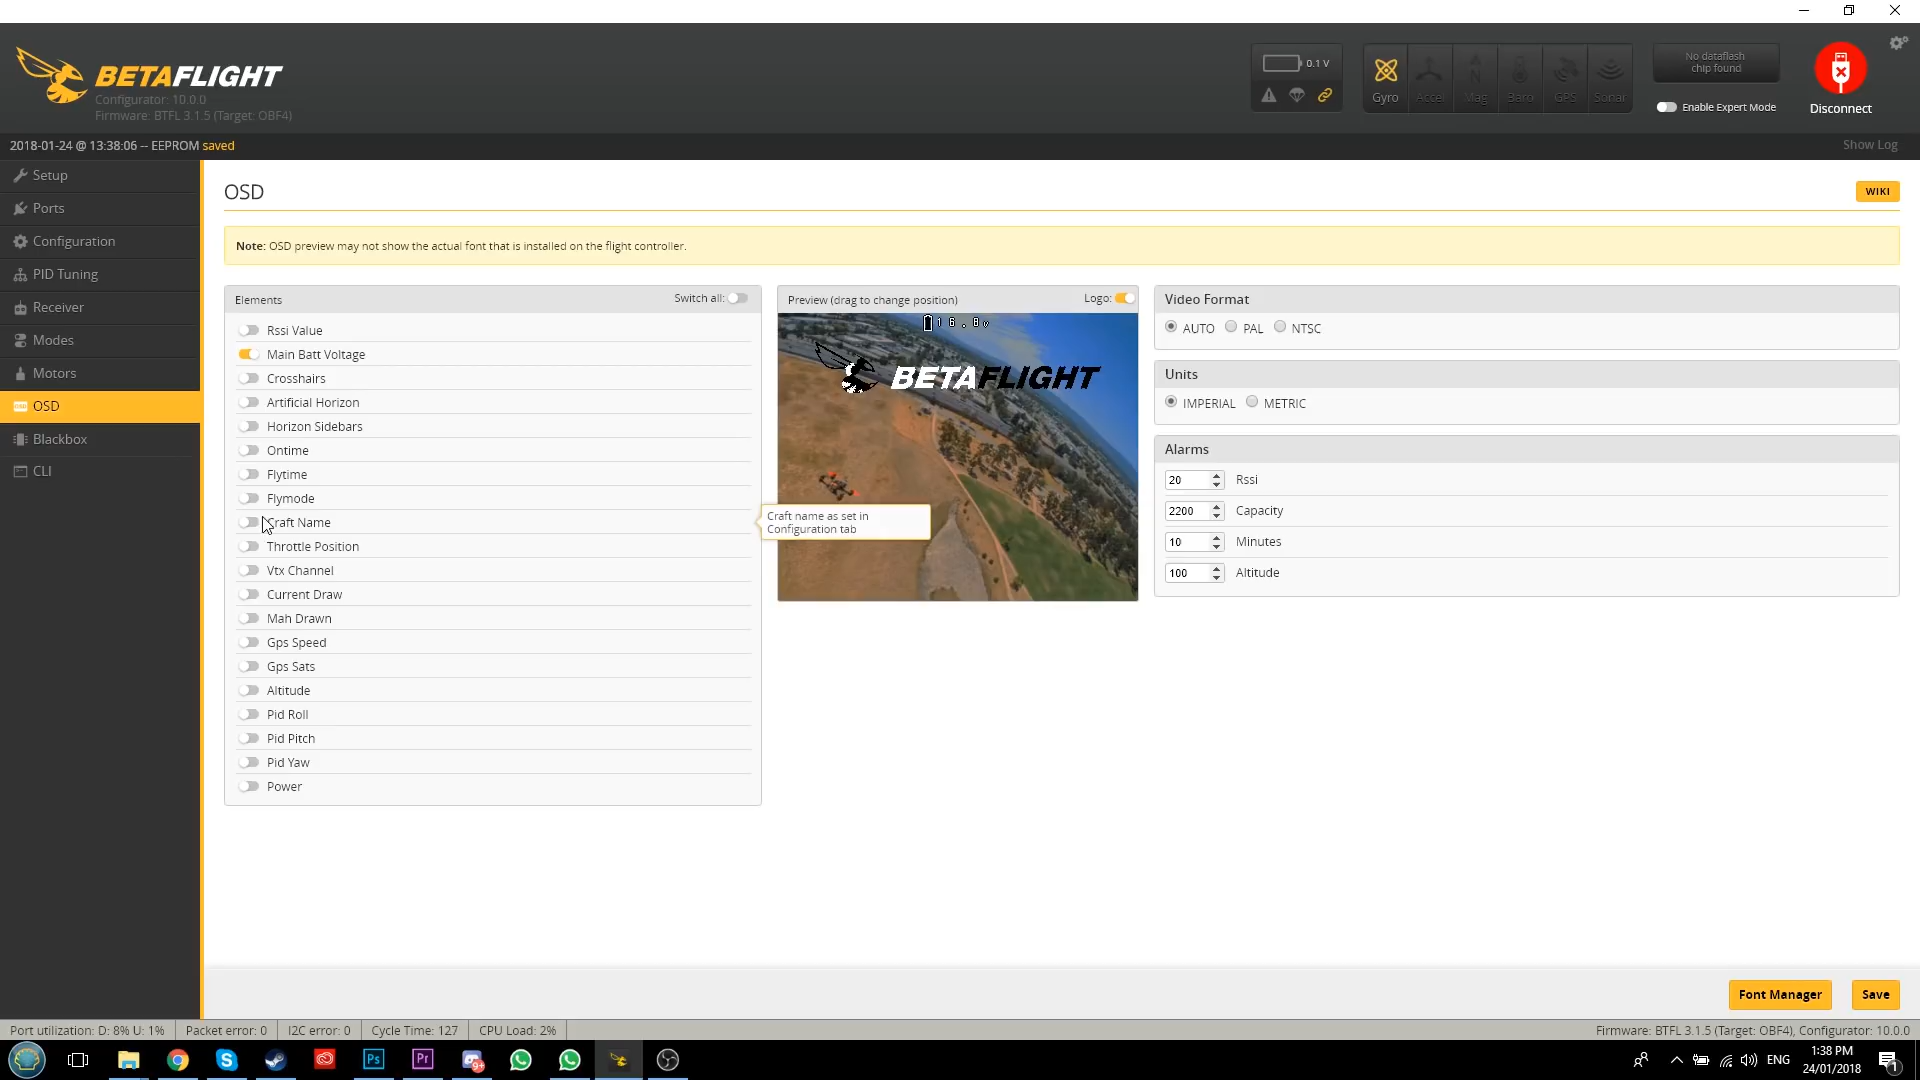 BETAFLIGHT
Configurator: 10.0.0
Firmware: BTFL 3.1.5 (Target: OBF4)
0.1 V
Gyro
Accel
Mag
Baro
GPS
Sonar
No dataflash
chip found
Enable Expert Mode
Disconnect
2018-01-24 @ 13:38:06 -- EEPROM saved
Show Log
Setup
Ports
Configuration
PID Tuning
Receiver
Modes
Motors
OSD
Blackbox
CLI
OSD
WIKI
Note: OSD preview may not show the actual font that is installed on the flight controller.
Elements
Switch all:
Rssi Value
Main Batt Voltage
Crosshairs
Artificial Horizon
Horizon Sidebars
Ontime
Flytime
Flymode
Craft Name
Throttle Position
Vtx Channel
Current Draw
Mah Drawn
Gps Speed
Gps Sats
Altitude
Pid Roll
Pid Pitch
Pid Yaw
Power
Preview (drag to change position)
Logo:
16.8v
BETAFLIGHT
Craft name as set in
Configuration tab
Video Format
AUTO PAL NTSC
Units
IMPERIAL METRIC
Alarms
20 Rssi
2200 Capacity
10 Minutes
100 Altitude
Font Manager
Save
Port utilization: D: 8% U: 1%
Packet error: 0
I2C error: 0
Cycle Time: 127
CPU Load: 2%
Firmware: BTFL 3.1.5 (Target: OBF4), Configurator: 10.0.0
Ps
Pr
9+
ENG
1:38 PM
24/01/2018
1